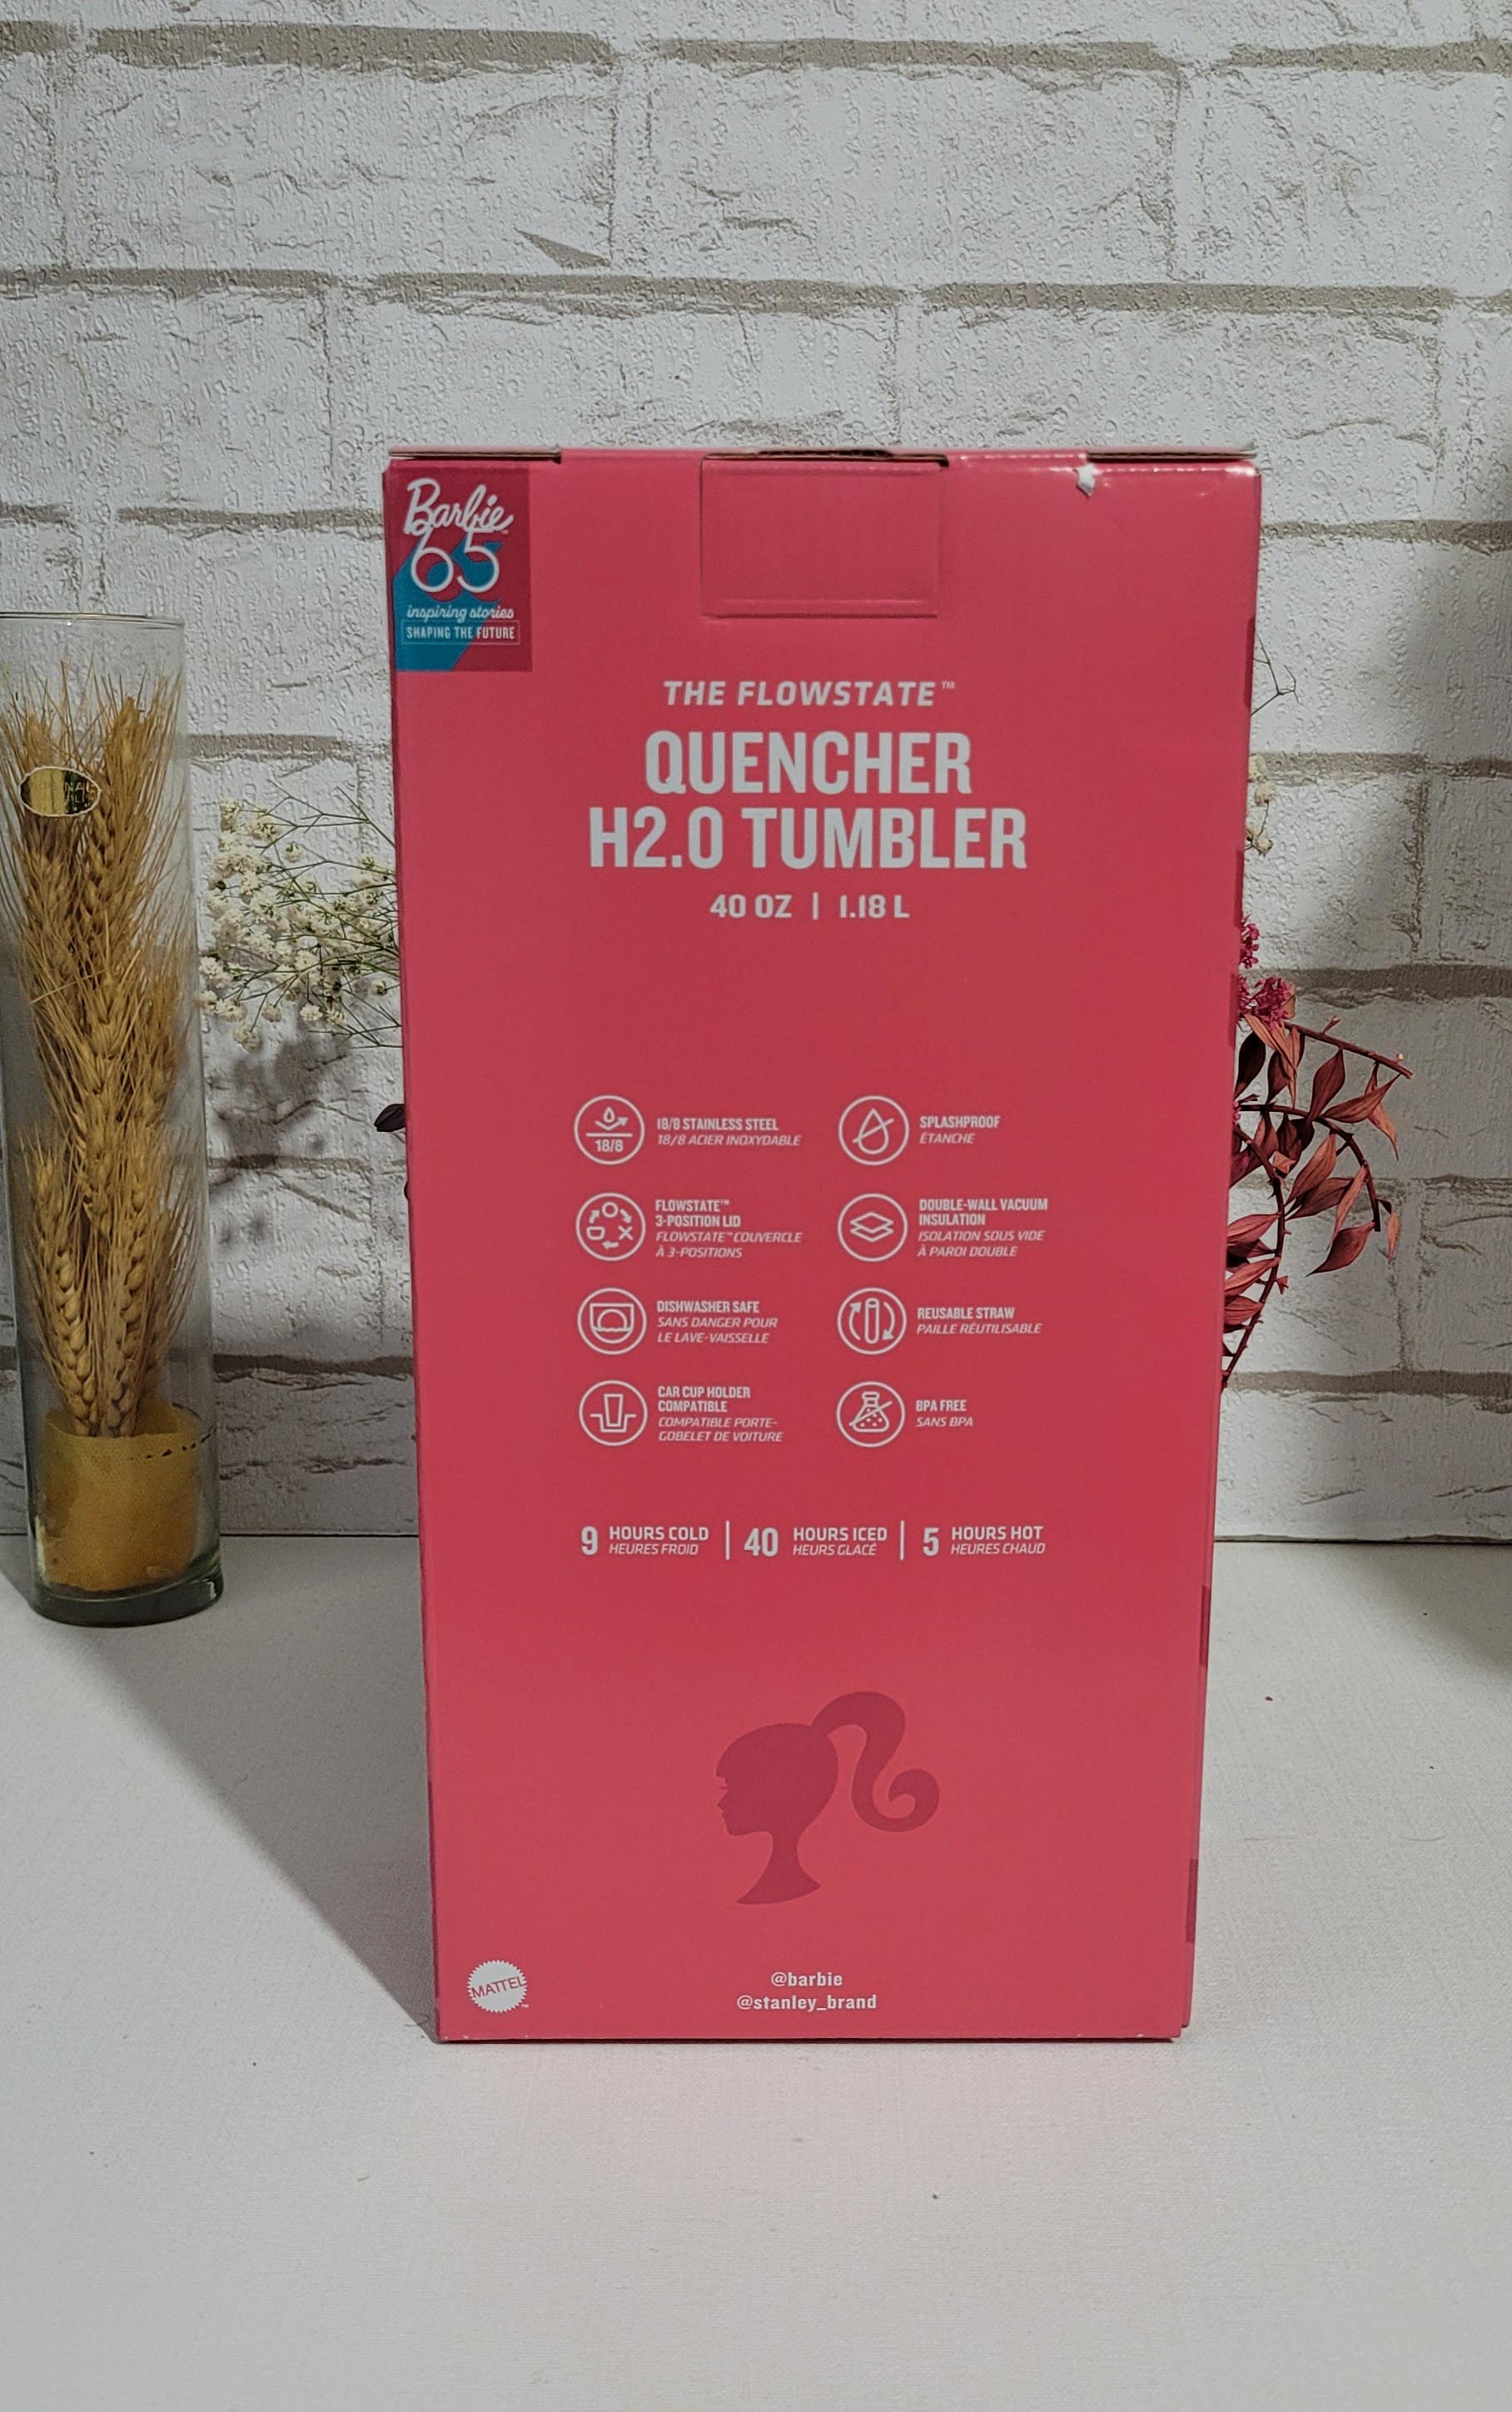 Barbie
65
inspiring stories
SHAPING THE FUTURE
THE FLOWSTATE™
QUENCHER
H2.0 TUMBLER
40 OZ | 1.18 L
18/8
18/8 STAINLESS STEEL
18/8 ACIER INOXYDABLE
SPLASHPROOF
ÉTANCHE
FLOWSTATE™
3-POSITION LID
FLOWSTATE™ COUVERCLE
À 3-POSITIONS
DOUBLE-WALL VACUUM
INSULATION
ISOLATION SOUS VIDE
À PAROI DOUBLE
DISHWASHER SAFE
SANS DANGER POUR
LE LAVE-VAISSELLE
REUSABLE STRAW
PAILLE RÉUTILISABLE
CAR CUP HOLDER
COMPATIBLE
COMPATIBLE PORTE-
GOBELET DE VOITURE
BPA FREE
SANS BPA
9 HOURS COLD | 40 HOURS ICED | 5 HOURS HOT
HEURES FROID HEURS GLACÉ HEURES CHAUD
MATTEL™
@barbie
@stanley_brand